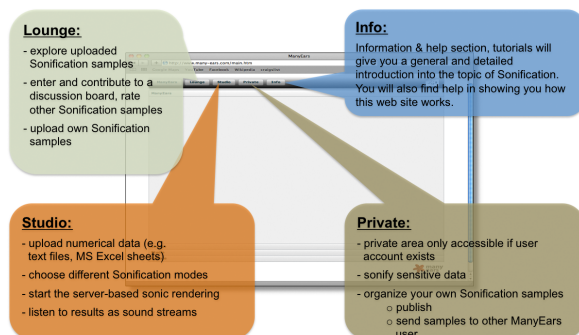 Lounge:
- explore uploaded
Sonification samples
- enter and contribute to a
discussion board, rate
other Sonification samples
- upload own Sonification
samples
Info:
Information & help section, tutorials will
give you a general and detailed
introduction into the topic of Sonification.
You will also find help in showing you how
this web site works.
ManyEars
Lounge Studio Private Info
Studio:
- upload numerical data (e.g.
text files, MS Excel sheets)
- choose different Sonification modes
- start the server-based sonic rendering
- listen to results as sound streams
Private:
- private area only accessible if user
account exists
- sonify sensitive data
- organize your own Sonification samples
o publish
o send samples to other ManyEars
user